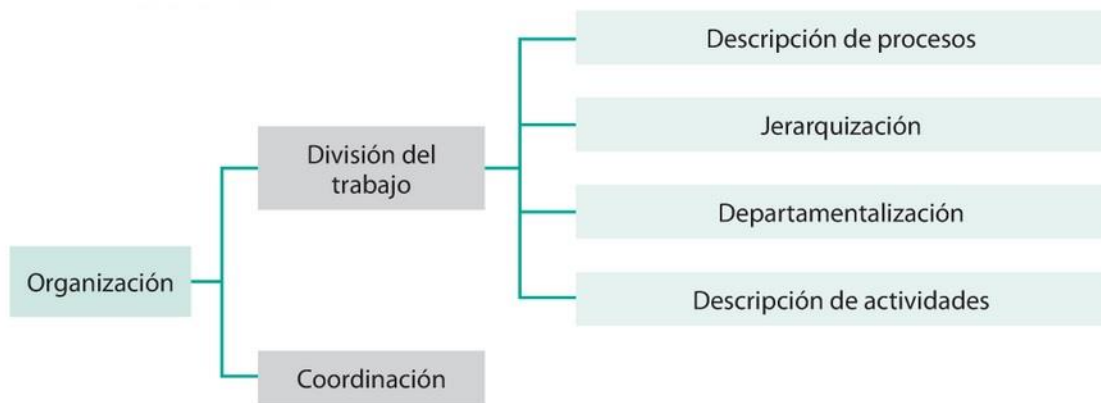 Descripción de procesos
Jerarquización
División del
trabajo
Departamentalización
Organización
Descripción de actividades
Coordinación